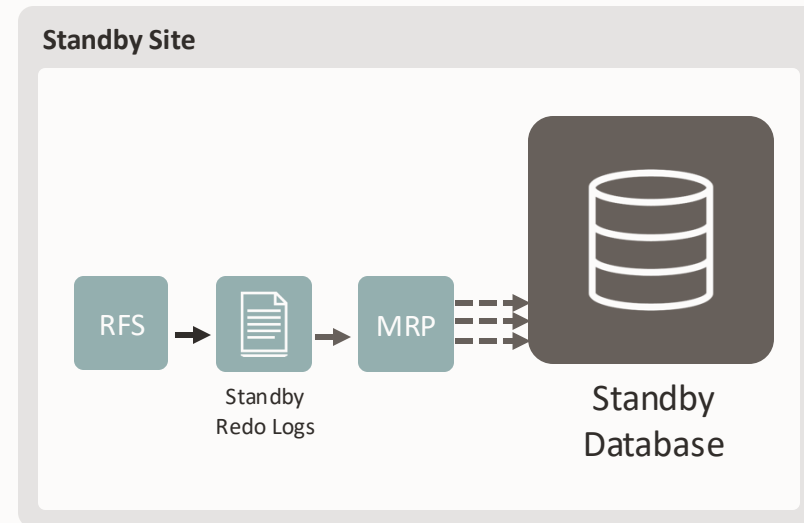 Standby Site
RFS
MRP
Standby
Redo Logs
Standby
Database